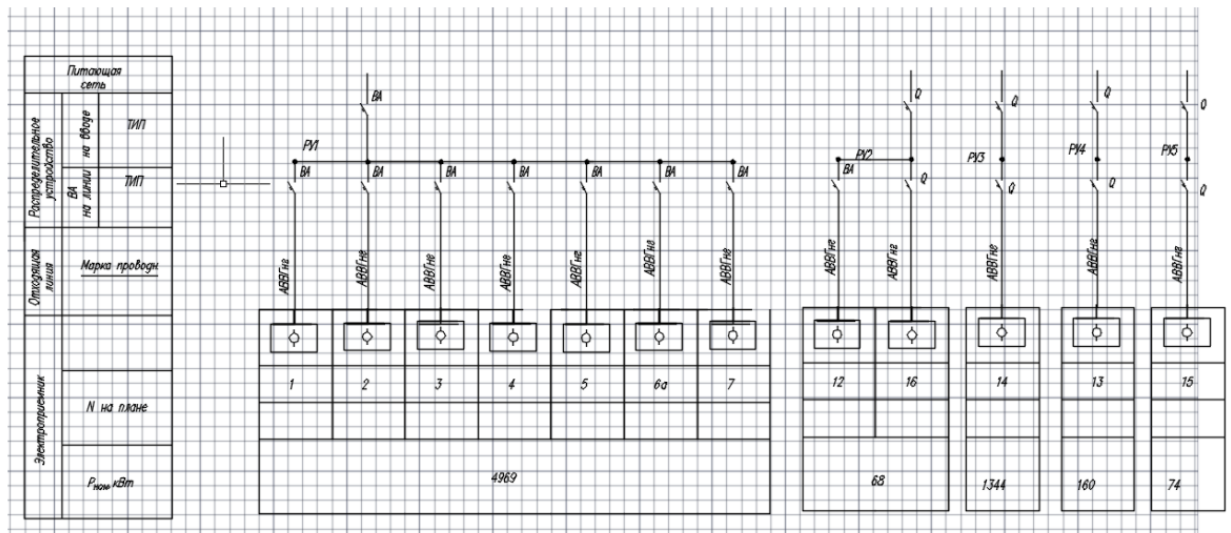 Питающая
сеть
Распределительное
устройство
на вводе
ТИП
ВА
на линии
ТИП
Отходящая
линия
Марка проводн.
Электроприемник
N на плане
Рном, кВт
ВА
РУ1
ВА ВА ВА ВА ВА ВА ВА
АВВГнг АВВГнг АВВГнг АВВГнг АВВГнг АВВГнг АВВГнг
1 2 3 4 5 6а 7
4969
Q
РУ2
ВА Q
АВВГнг АВВГнг
12 16
68
Q
РУ3
Q
АВВГнг
14
1344
Q
РУ4
Q
АВВГнг
13
160
Q
РУ5
Q
АВВГнг
15
74